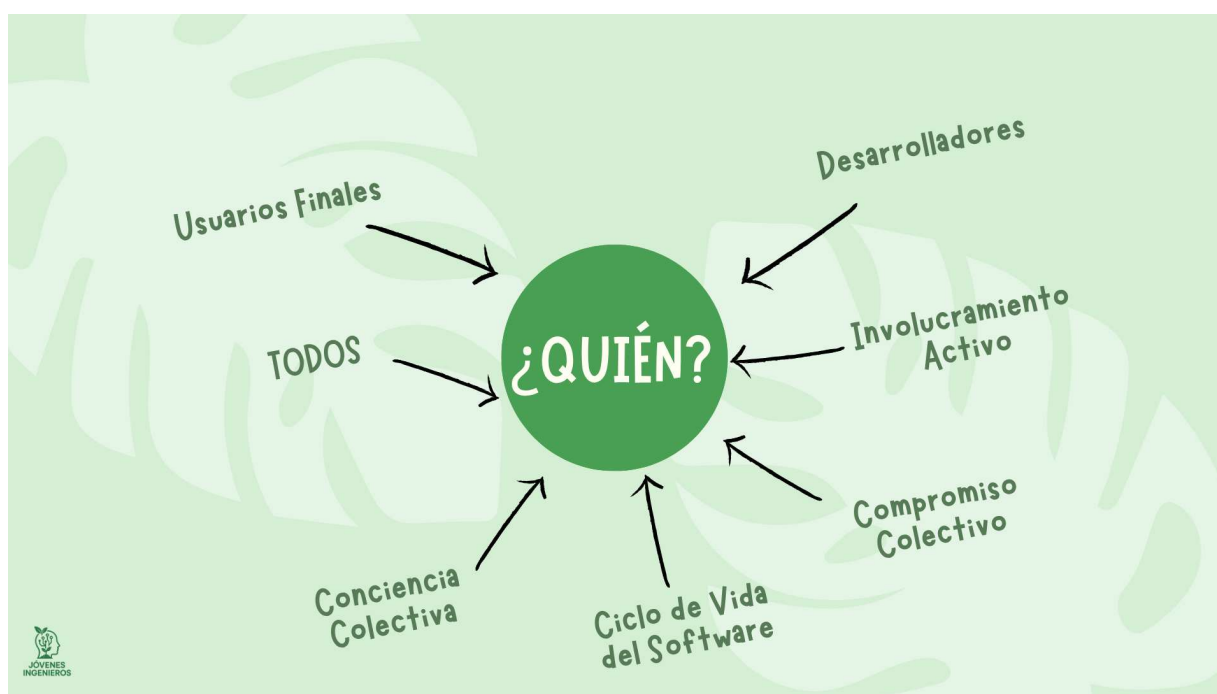 Desarrolladores
Usuarios Finales
¿QUIÉN?
Involucramiento
Activo
TODOS
Compromiso
Colectivo
Conciencia
Colectiva
Ciclo de Vida
del Software
JÓVENES
INGENIEROS